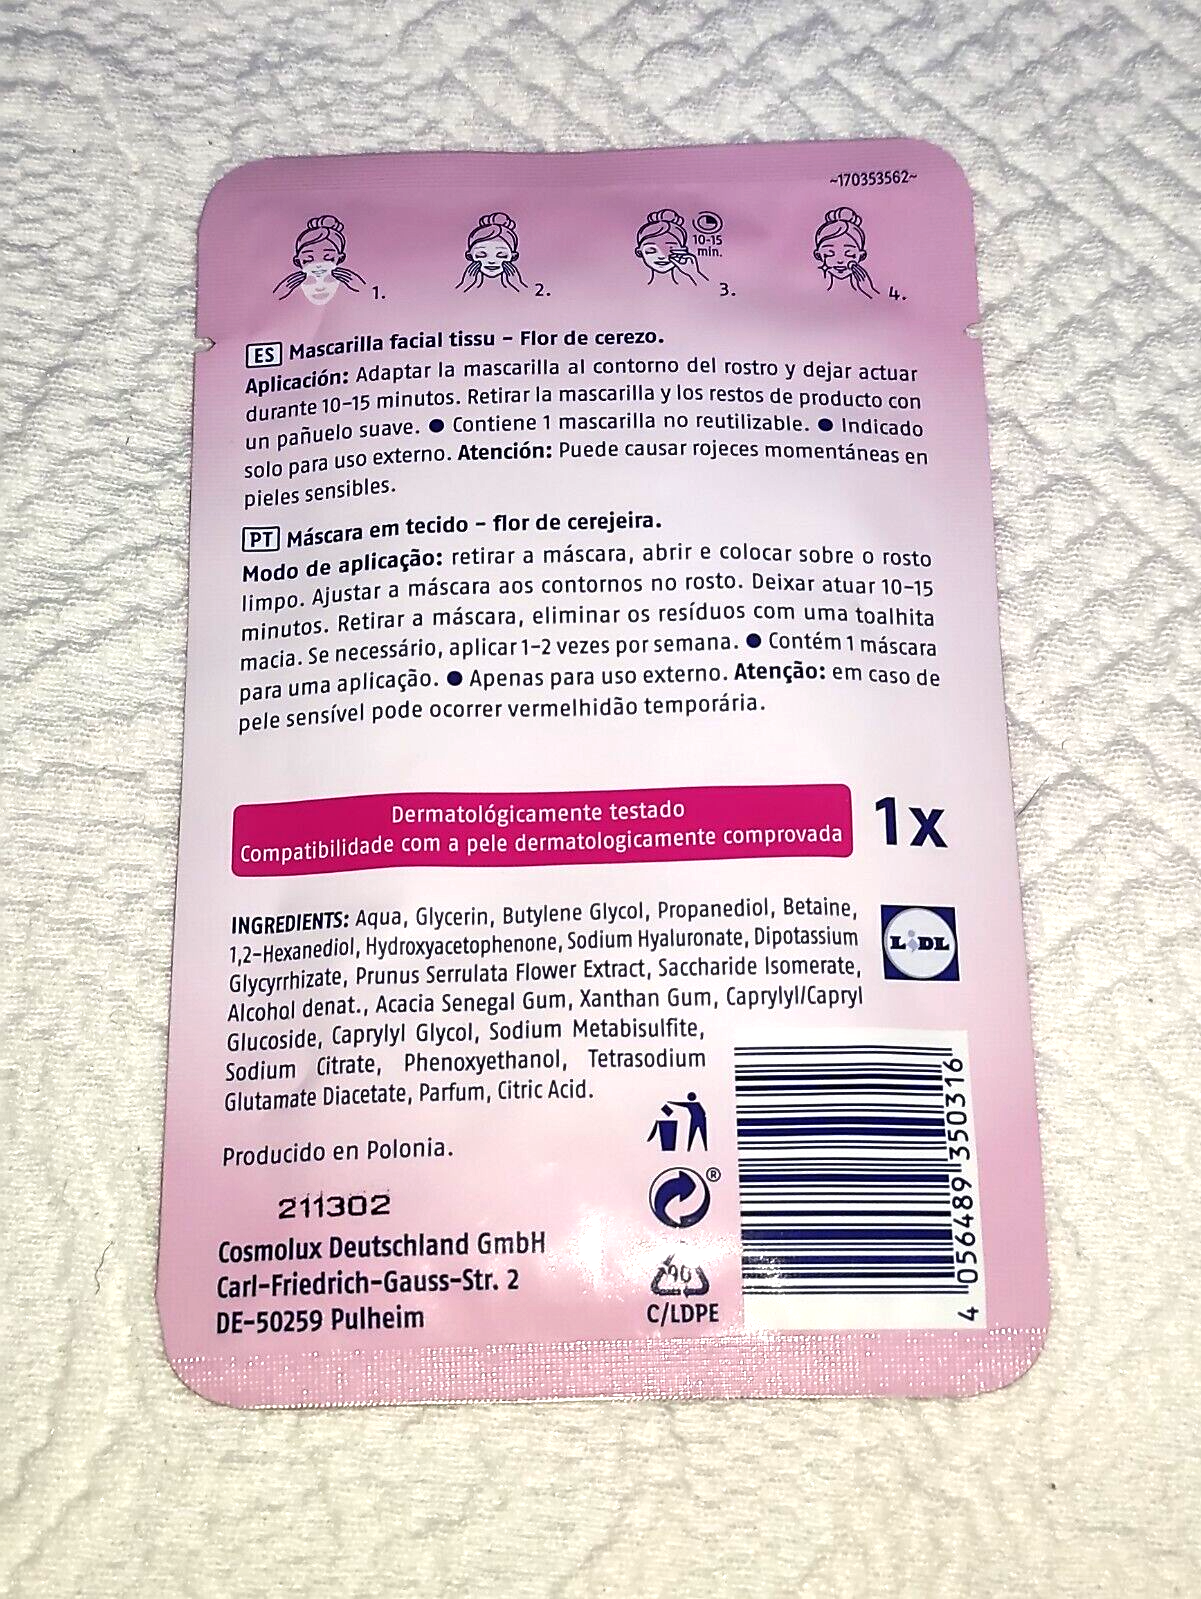 ~170353562~
10-15
min.
1.
2.
3.
4.
ES Mascarilla facial tissu – Flor de cerezo.
Aplicación: Adaptar la mascarilla al contorno del rostro y dejar actuar
durante 10–15 minutos. Retirar la mascarilla y los restos de producto con
un pañuelo suave. ● Contiene 1 mascarilla no reutilizable. ● Indicado
solo para uso externo. Atención: Puede causar rojeces momentáneas en
pieles sensibles.
PT Máscara em tecido – flor de cerejeira.
Modo de aplicação: retirar a máscara, abrir e colocar sobre o rosto
limpo. Ajustar a máscara aos contornos no rosto. Deixar atuar 10–15
minutos. Retirar a máscara, eliminar os resíduos com uma toalhita
macia. Se necessário, aplicar 1–2 vezes por semana. ● Contém 1 máscara
para uma aplicação. ● Apenas para uso externo. Atenção: em caso de
pele sensível pode ocorrer vermelhidão temporária.
Dermatológicamente testado
Compatibilidade com a pele dermatologicamente comprovada
1x
INGREDIENTS: Aqua, Glycerin, Butylene Glycol, Propanediol, Betaine,
1,2–Hexanediol, Hydroxyacetophenone, Sodium Hyaluronate, Dipotassium
Glycyrrhizate, Prunus Serrulata Flower Extract, Saccharide Isomerate,
Alcohol denat., Acacia Senegal Gum, Xanthan Gum, Caprylyl/Capryl
Glucoside, Caprylyl Glycol, Sodium Metabisulfite,
Sodium Citrate, Phenoxyethanol, Tetrasodium
Glutamate Diacetate, Parfum, Citric Acid.
LIDL
Producido en Polonia.
211302
Cosmolux Deutschland GmbH
Carl–Friedrich–Gauss–Str. 2
DE–50259 Pulheim
®
90
C/LDPE
4 056489 350316